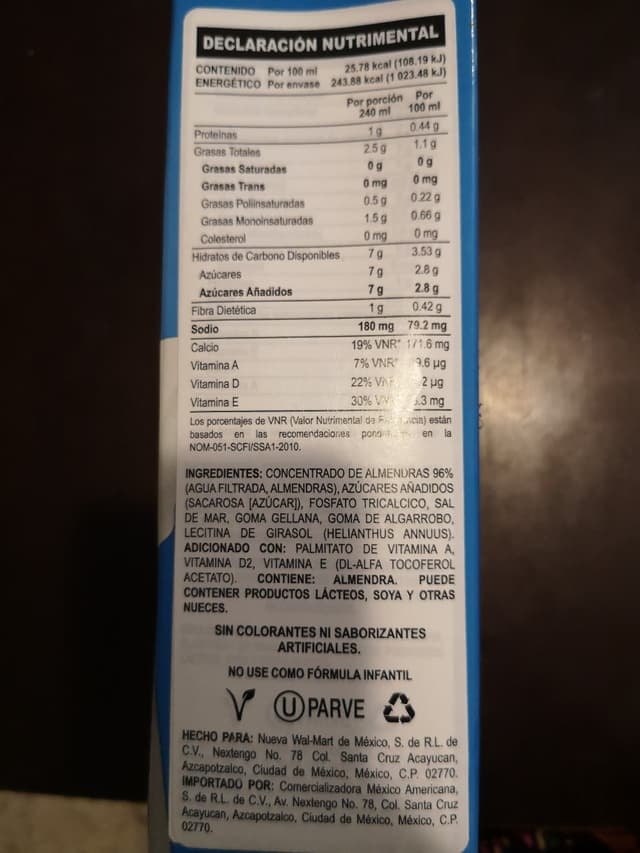 DECLARACIÓN NUTRIMENTAL
CONTENIDO Por 100 ml 25.78 kcal (108.19 kJ)
ENERGÉTICO Por envase 243.88 kcal (1 023.48 kJ)
Por porción 240 ml Por 100 ml
Proteínas 1 g 0.44 g
Grasas Totales 2.5 g 1.1 g
Grasas Saturadas 0 g 0 g
Grasas Trans 0 mg 0 mg
Grasas Poliinsaturadas 0.5 g 0.22 g
Grasas Monoinsaturadas 1.5 g 0.66 g
Colesterol 0 mg 0 mg
Hidratos de Carbono Disponibles 7 g 3.53 g
Azúcares 7 g 2.8 g
Azúcares Añadidos 7 g 2.8 g
Fibra Dietética 1 g 0.42 g
Sodio 180 mg 79.2 mg
Calcio 19% VNR* 171.6 mg
Vitamina A 7% VNR* µg
Vitamina D 22% µg
Vitamina E 30% mg
Los porcentajes de VNR (Valor Nutrimental de están
basados en las recomendaciones en la
NOM-051-SCFI/SSA1-2010.
INGREDIENTES: CONCENTRADO DE ALMENDRAS 96%
(AGUA FILTRADA, ALMENDRAS), AZÚCARES AÑADIDOS
(SACAROSA [AZÚCAR]), FOSFATO TRICALCICO, SAL
DE MAR, GOMA GELLANA, GOMA DE ALGARROBO,
LECITINA DE GIRASOL (HELIANTHUS ANNUUS).
ADICIONADO CON: PALMITATO DE VITAMINA A,
VITAMINA D2, VITAMINA E (DL-ALFA TOCOFEROL
ACETATO). CONTIENE: ALMENDRA. PUEDE
CONTENER PRODUCTOS LÁCTEOS, SOYA Y OTRAS
NUECES.
SIN COLORANTES NI SABORIZANTES
ARTIFICIALES.
NO USE COMO FÓRMULA INFANTIL
U PARVE
HECHO PARA: Nueva Wal-Mart de México, S. de R.L. de
C.V., Nextengo No. 78 Col. Santa Cruz Acayucan,
Azcapotzalco, Ciudad de México, México, C.P. 02770.
IMPORTADO POR: Comercializadora México Americana,
S. de R.L. de C.V., Av. Nextengo No. 78, Col. Santa Cruz
Acayucan, Azcapotzalco, Ciudad de México, México, C.P.
02770.